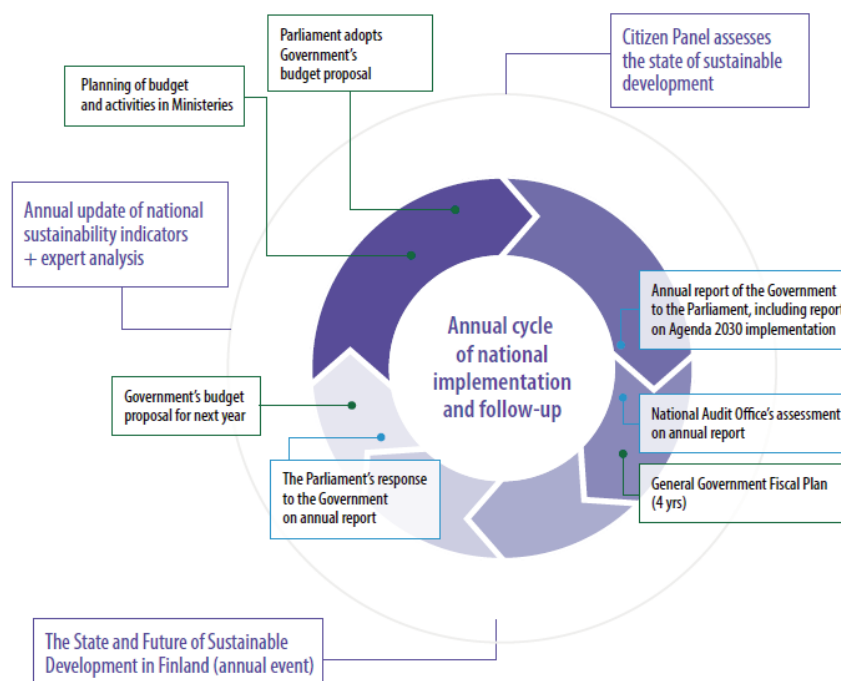 Parliament adopts
Government's
budget proposal
Citizen Panel assesses
the state of sustainable
development
Planning of budget
and activities in Ministeries
Annual update of national
sustainability indicators
+ expert analysis
Annual report of the Government
to the Parliament, including report
on Agenda 2030 implementation
Annual cycle
of national
implementation
and follow-up
Government's budget
proposal for next year
National Audit Office's assessment
on annual report
The Parliament's response
to the Government
on annual report
General Government Fiscal Plan
(4 yrs)
The State and Future of Sustainable
Development in Finland (annual event)